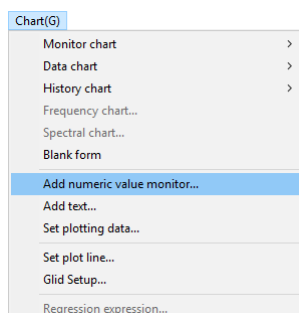 Chart(G)
Monitor chart
Data chart
History chart
Frequency chart...
Spectral chart...
Blank form
Add numeric value monitor...
Add text...
Set plotting data...
Set plot line...
Glid Setup...
Regression expression...